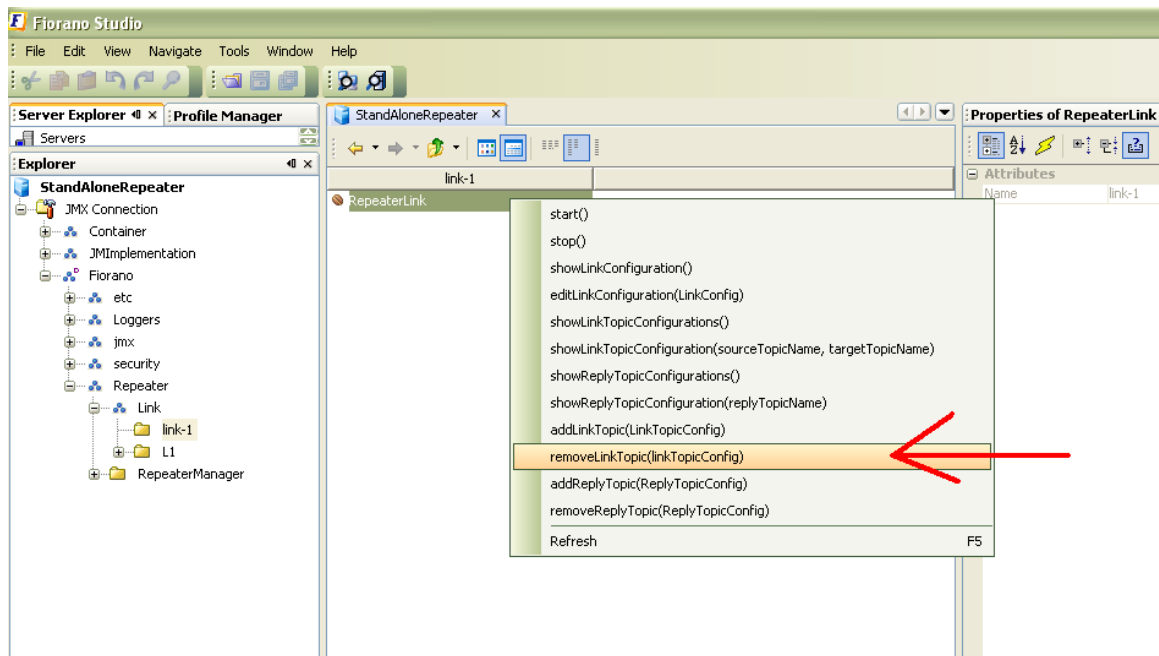 Fiorano Studio
File Edit View Navigate Tools Window Help
Server Explorer Profile Manager
Servers
Explorer
StandAloneRepeater
JMX Connection
Container
JMImplementation
Fiorano
etc
Loggers
jmx
security
Repeater
Link
link-1
L1
RepeaterManager
StandAloneRepeater
link-1
RepeaterLink
start()
stop()
showLinkConfiguration()
editLinkConfiguration(LinkConfig)
showLinkTopicConfigurations()
showLinkTopicConfiguration(sourceTopicName, targetTopicName)
showReplyTopicConfigurations()
showReplyTopicConfiguration(replyTopicName)
addLinkTopic(LinkTopicConfig)
removeLinkTopic(linkTopicConfig)
addReplyTopic(ReplyTopicConfig)
removeReplyTopic(ReplyTopicConfig)
Refresh F5
Properties of RepeaterLink
Attributes
Name link-1